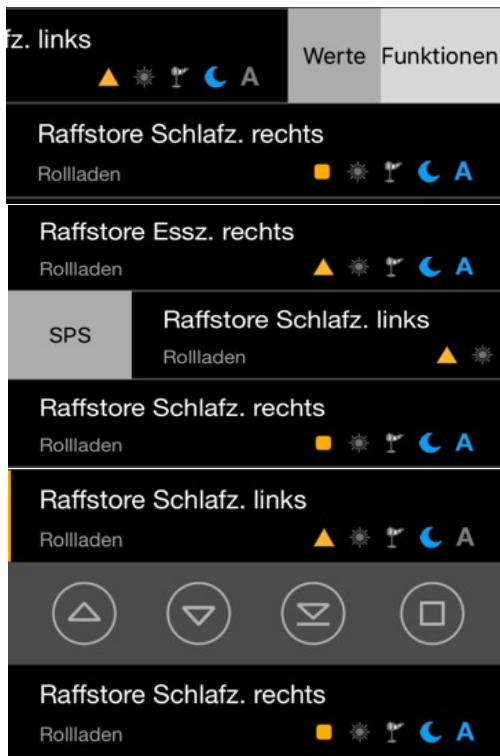 fz. links
Werte Funktionen
A
Raffstore Schlafz. rechts
Rollladen
A
Raffstore Essz. rechts
Rollladen
A
SPS
Raffstore Schlafz. links
Rollladen
Raffstore Schlafz. rechts
Rollladen
A
Raffstore Schlafz. links
Rollladen
A
Raffstore Schlafz. rechts
Rollladen
A